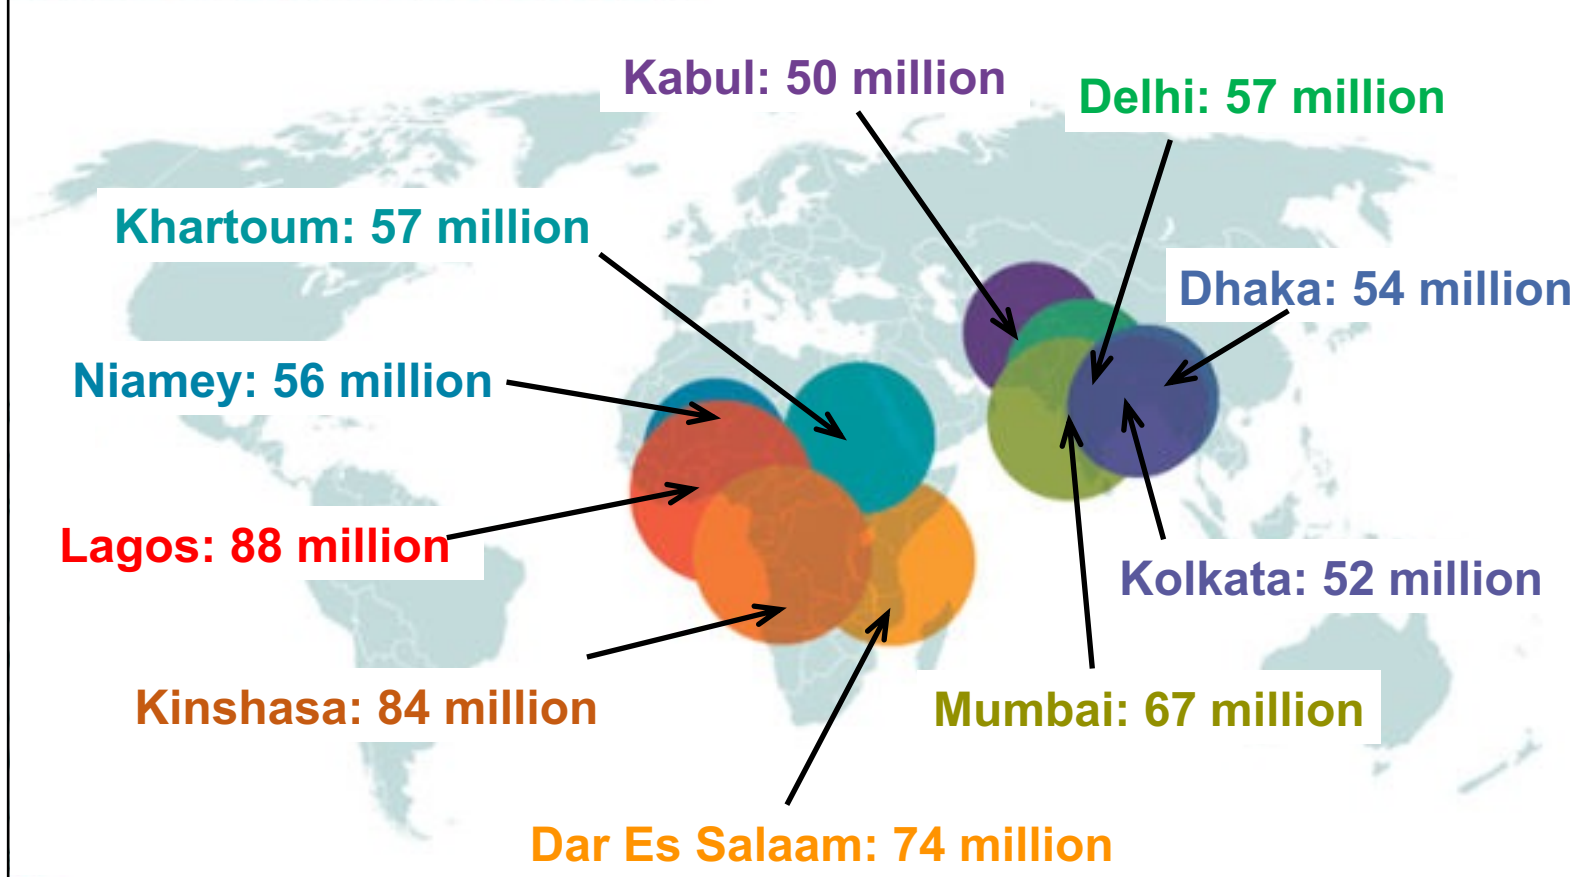 Kabul: 50 million
Delhi: 57 million
Khartoum: 57 million
Dhaka: 54 million
Niamey: 56 million
Lagos: 88 million
Kolkata: 52 million
Kinshasa: 84 million
Mumbai: 67 million
Dar Es Salaam: 74 million